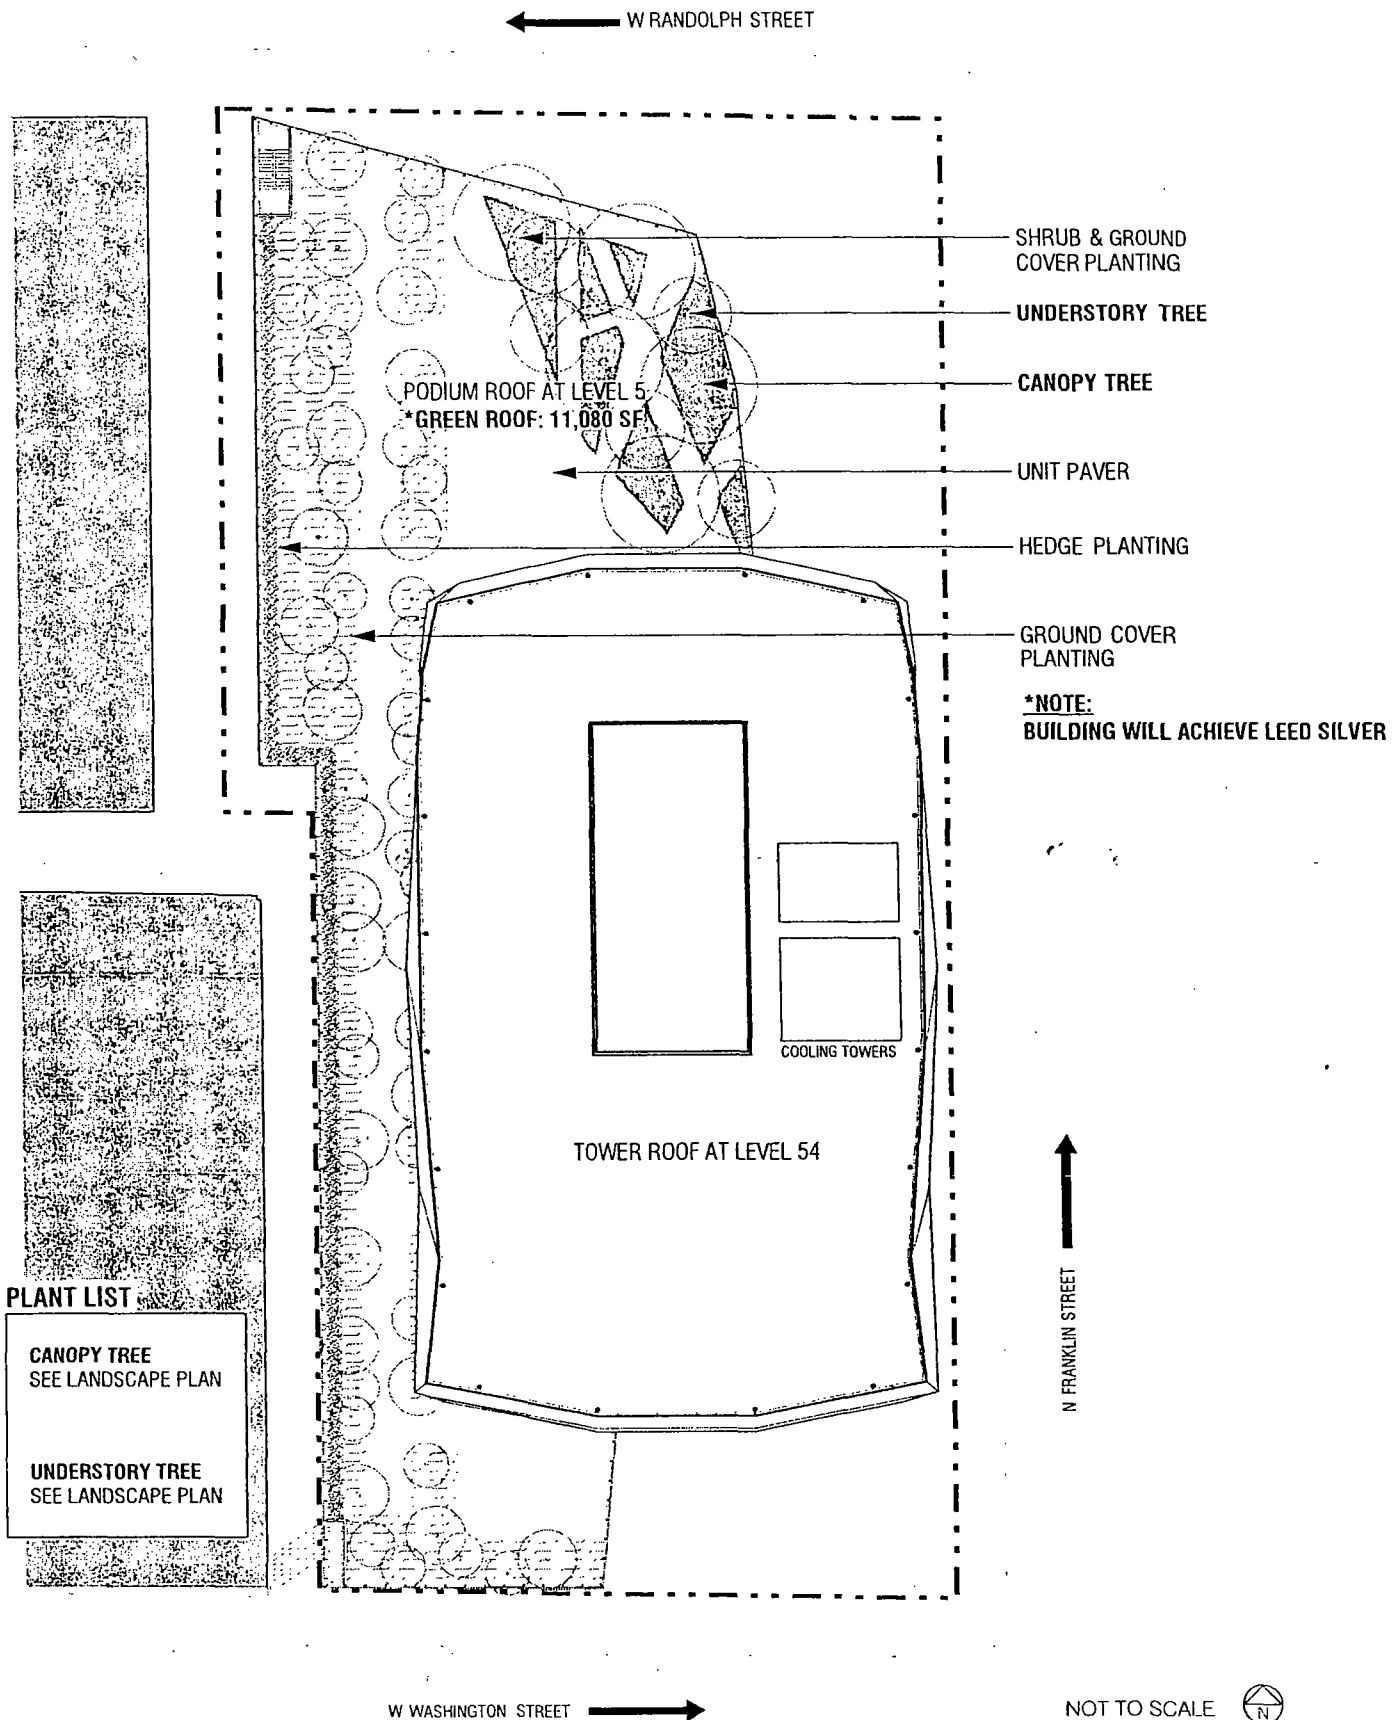 W RANDOLPH STREET
SHRUB & GROUND
COVER PLANTING
UNDERSTORY TREE
CANOPY TREE
PODIUM ROOF AT LEVEL 5
*GREEN ROOF: 11,080 SF
UNIT PAVER
HEDGE PLANTING
GROUND COVER
PLANTING
*NOTE:
BUILDING WILL ACHIEVE LEED SILVER
COOLING TOWERS
TOWER ROOF AT LEVEL 54
N FRANKLIN STREET
PLANT LIST
CANOPY TREE
SEE LANDSCAPE PLAN
UNDERSTORY TREE
SEE LANDSCAPE PLAN
W WASHINGTON STREET
NOT TO SCALE
N